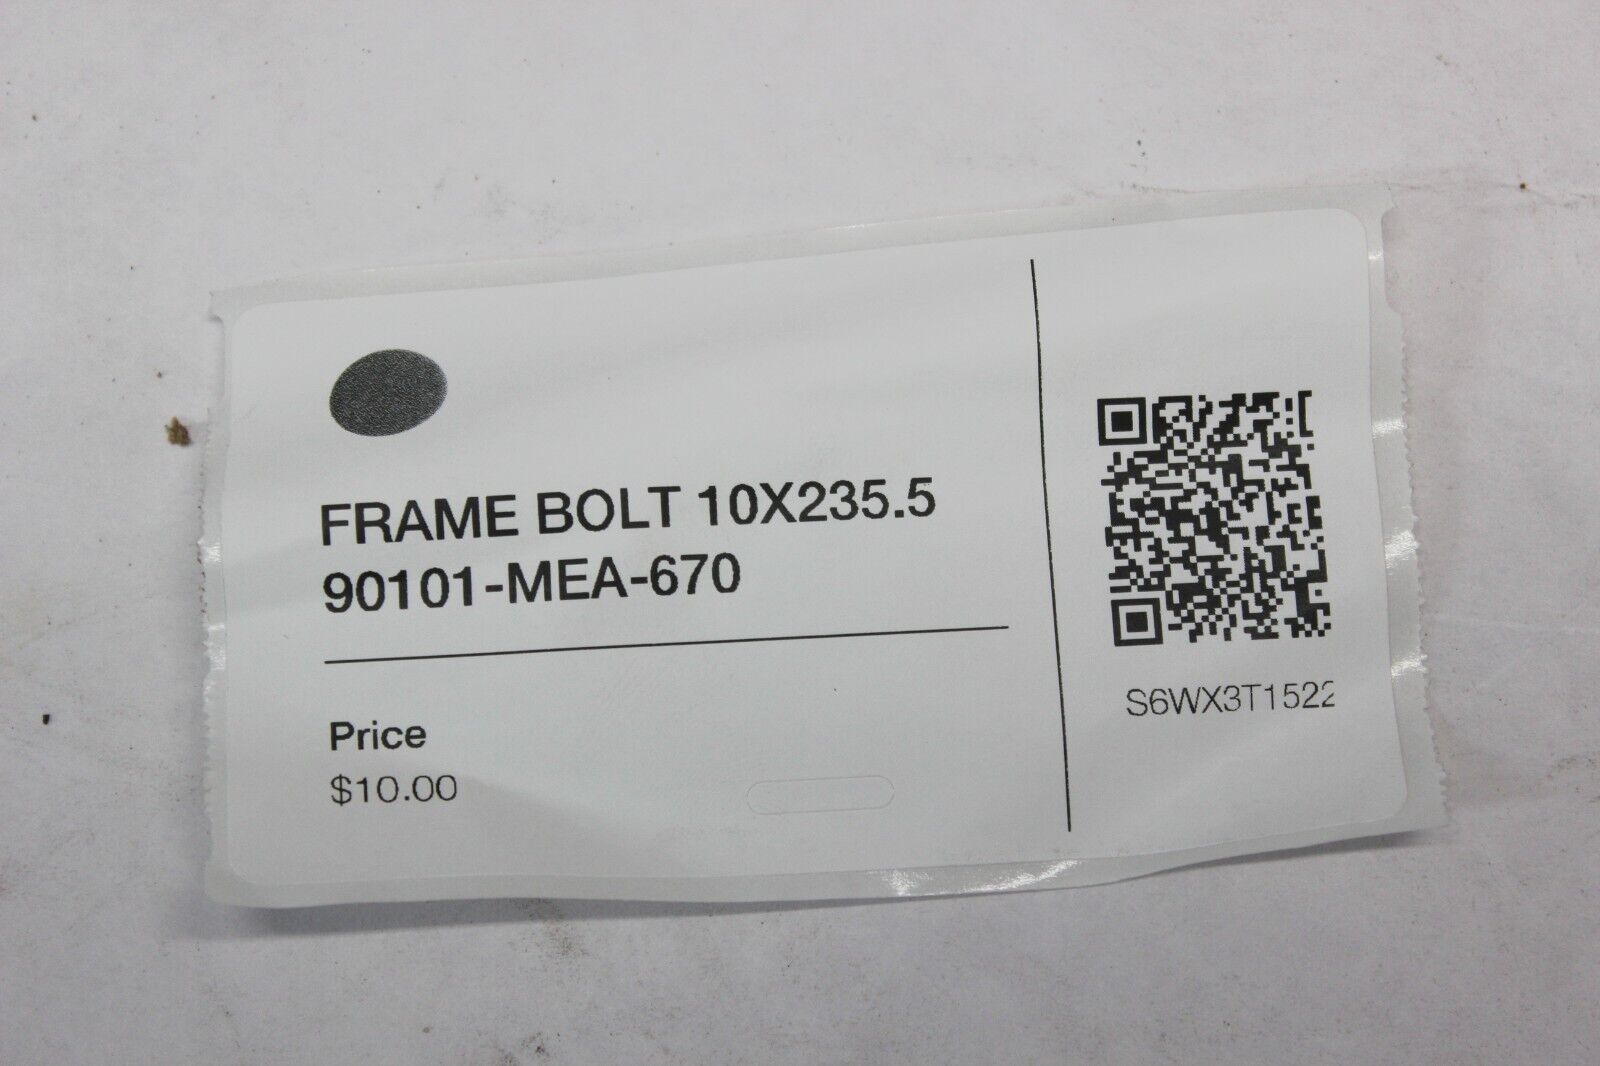 FRAME BOLT 10X235.5
90101-MEA-670
Price
$10.00
S6WX3T1522